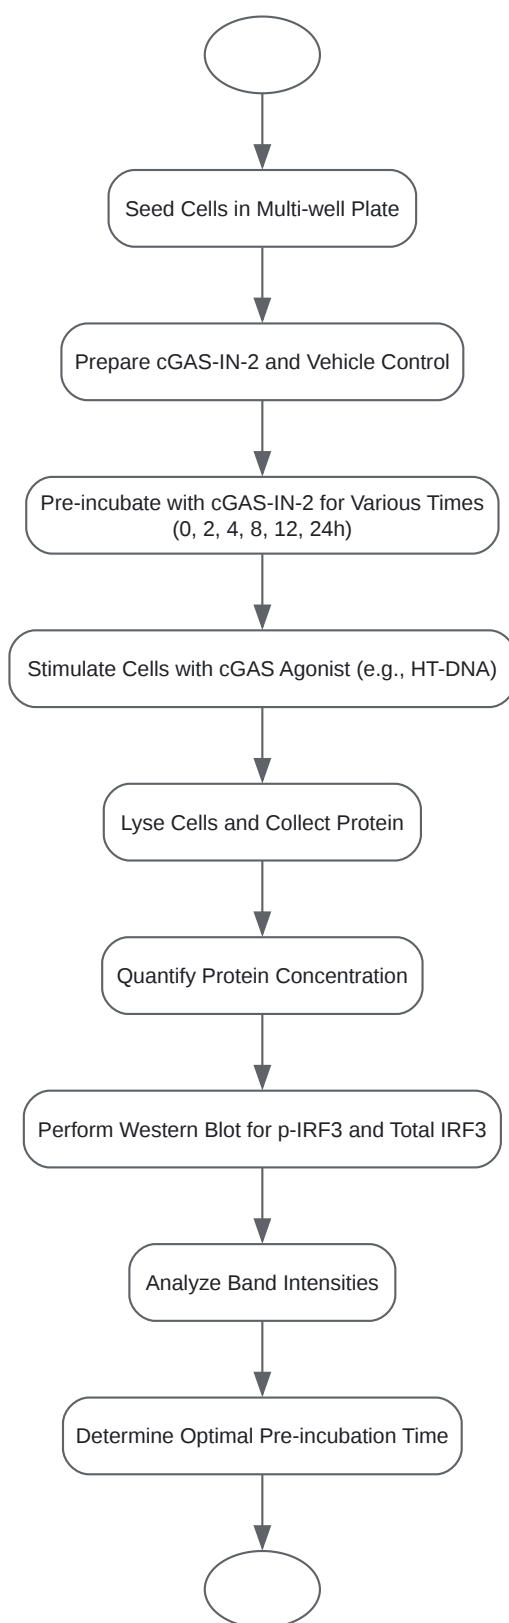 Seed Cells in Multi-well Plate
Prepare cGAS-IN-2 and Vehicle Control
Pre-incubate with cGAS-IN-2 for Various Times
(0, 2, 4, 8, 12, 24h)
Stimulate Cells with cGAS Agonist (e.g., HT-DNA)
Lyse Cells and Collect Protein
Quantify Protein Concentration
Perform Western Blot for p-IRF3 and Total IRF3
Analyze Band Intensities
Determine Optimal Pre-incubation Time